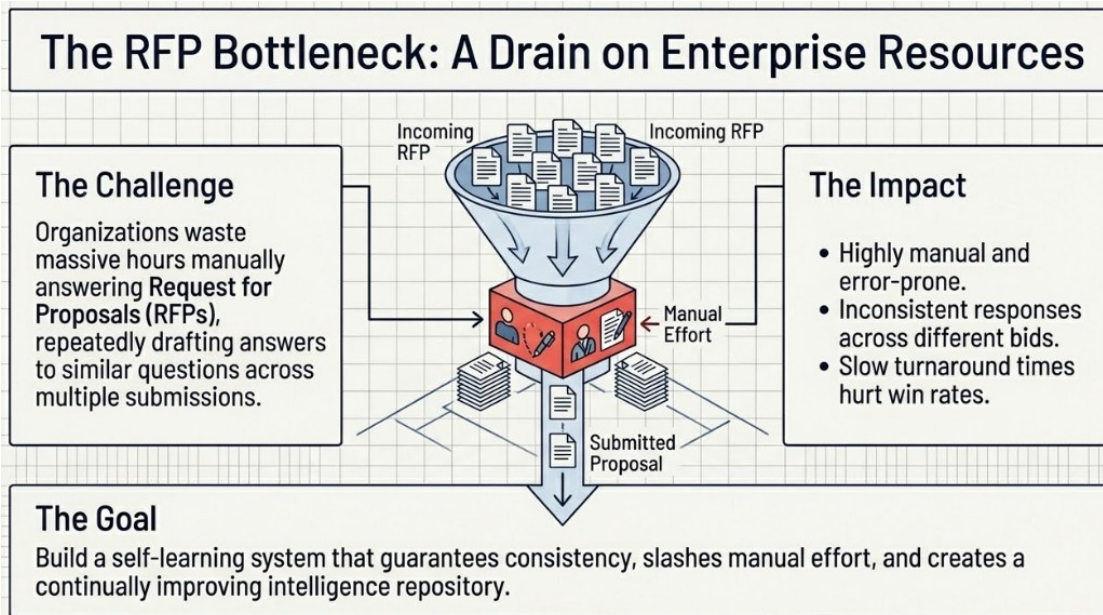 The RFP Bottleneck: A Drain on Enterprise Resources
The Challenge
Organizations waste
massive hours manually
answering Request for
Proposals (RFPs),
repeatedly drafting answers
to similar questions across
multiple submissions.
Incoming
RFP
Incoming RFP
Manual
Effort
Submitted
Proposal
The Impact
• Highly manual and
error-prone.
• Inconsistent responses
across different bids.
• Slow turnaround times
hurt win rates.
The Goal
Build a self-learning system that guarantees consistency, slashes manual effort, and creates a
continually improving intelligence repository.